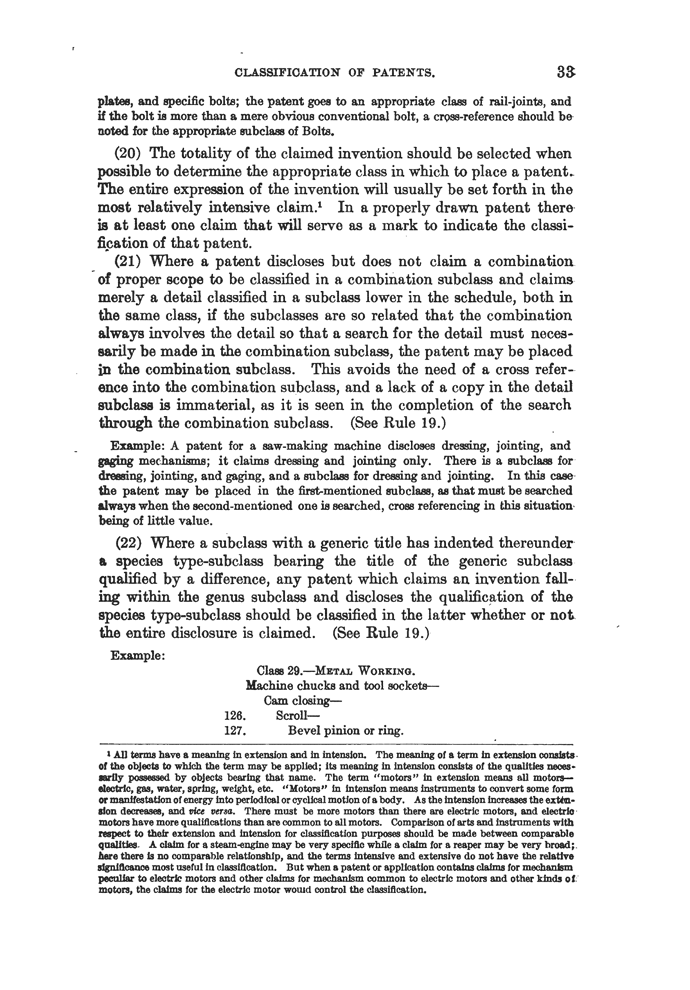 CLASSIFICATION OF PATENTS. 33
plates, and specific bolts; the patent goes to an appropriate class of rail-joints, and
if the bolt is more than a mere obvious conventional bolt, a cross-reference should be
noted for the appropriate subclass of Bolts.
(20) The totality of the claimed invention should be selected when
possible to determine the appropriate class in which to place a patent.
The entire expression of the invention will usually be set forth in the
most relatively intensive claim.¹ In a properly drawn patent there
is at least one claim that will serve as a mark to indicate the classi-
fication of that patent.
(21) Where a patent discloses but does not claim a combination
of proper scope to be classified in a combination subclass and claims
merely a detail classified in a subclass lower in the schedule, both in
the same class, if the subclasses are so related that the combination
always involves the detail so that a search for the detail must neces-
sarily be made in the combination subclass, the patent may be placed
in the combination subclass. This avoids the need of a cross refer-
ence into the combination subclass, and a lack of a copy in the detail
subclass is immaterial, as it is seen in the completion of the search
through the combination subclass. (See Rule 19.)
Example: A patent for a saw-making machine discloses dressing, jointing, and
gaging mechanisms; it claims dressing and jointing only. There is a subclass for
dressing, jointing, and gaging, and a subclass for dressing and jointing. In this case
the patent may be placed in the first-mentioned subclass, as that must be searched
always when the second-mentioned one is searched, cross referencing in this situation
being of little value.
(22) Where a subclass with a generic title has indented thereunder
a species type-subclass bearing the title of the generic subclass
qualified by a difference, any patent which claims an invention fall-
ing within the genus subclass and discloses the qualification of the
species type-subclass should be classified in the latter whether or not
the entire disclosure is claimed. (See Rule 19.)
Example:
Class 29.—METAL WORKING.
Machine chucks and tool sockets—
Cam closing—
126. Scroll—
127. Bevel pinion or ring.
¹ All terms have a meaning in extension and in intension. The meaning of a term in extension consists
of the objects to which the term may be applied; its meaning in intension consists of the qualities neces-
sarily possessed by objects bearing that name. The term "motors" in extension means all motors—
electric, gas, water, spring, weight, etc. "Motors" in intension means instruments to convert some form
or manifestation of energy into periodical or cyclical motion of a body. As the intension increases the exten-
sion decreases, and vice versa. There must be more motors than there are electric motors, and electric
motors have more qualifications than are common to all motors. Comparison of arts and instruments with
respect to their extension and intension for classification purposes should be made between comparable
qualities. A claim for a steam-engine may be very specific while a claim for a reaper may be very broad;
here there is no comparable relationship, and the terms intensive and extensive do not have the relative
significance most useful in classification. But when a patent or application contains claims for mechanism
peculiar to electric motors and other claims for mechanism common to electric motors and other kinds of
motors, the claims for the electric motor would control the classification.